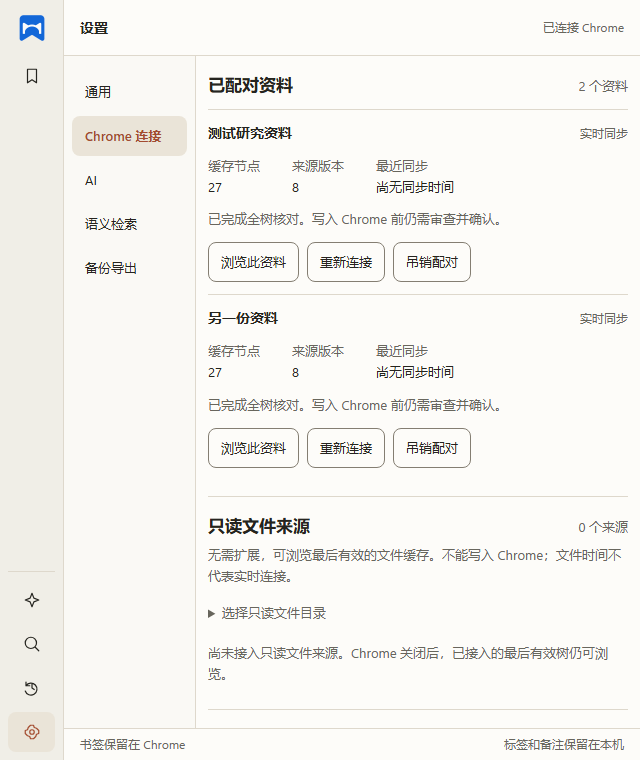 设置
已连接 Chrome
通用
Chrome 连接
AI
语义检索
备份导出
已配对资料
2 个资料
测试研究资料
实时同步
缓存节点 来源版本 最近同步
27 8 尚无同步时间
已完成全树核对。写入 Chrome 前仍需审查并确认。
浏览此资料 重新连接 吊销配对
另一份资料
实时同步
缓存节点 来源版本 最近同步
27 8 尚无同步时间
已完成全树核对。写入 Chrome 前仍需审查并确认。
浏览此资料 重新连接 吊销配对
只读文件来源
0 个来源
无需扩展，可浏览最后有效的文件缓存。不能写入 Chrome；文件时间不
代表实时连接。
选择只读文件目录
尚未接入只读文件来源。Chrome 关闭后，已接入的最后有效树仍可浏
览。
书签保留在 Chrome
标签和备注保留在本机